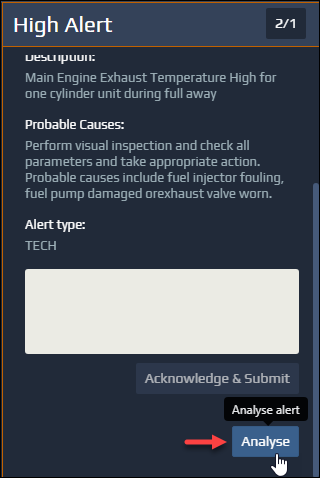 High Alert
2/1
Description:
Main Engine Exhaust Temperature High for
one cylinder unit during full away
Probable Causes:
Perform visual inspection and check all
parameters and take appropriate action.
Probable causes include fuel injector fouling,
fuel pump damaged orexhaust valve worn.
Alert type:
TECH
Acknowledge & Submit
Analyse alert
Analyse